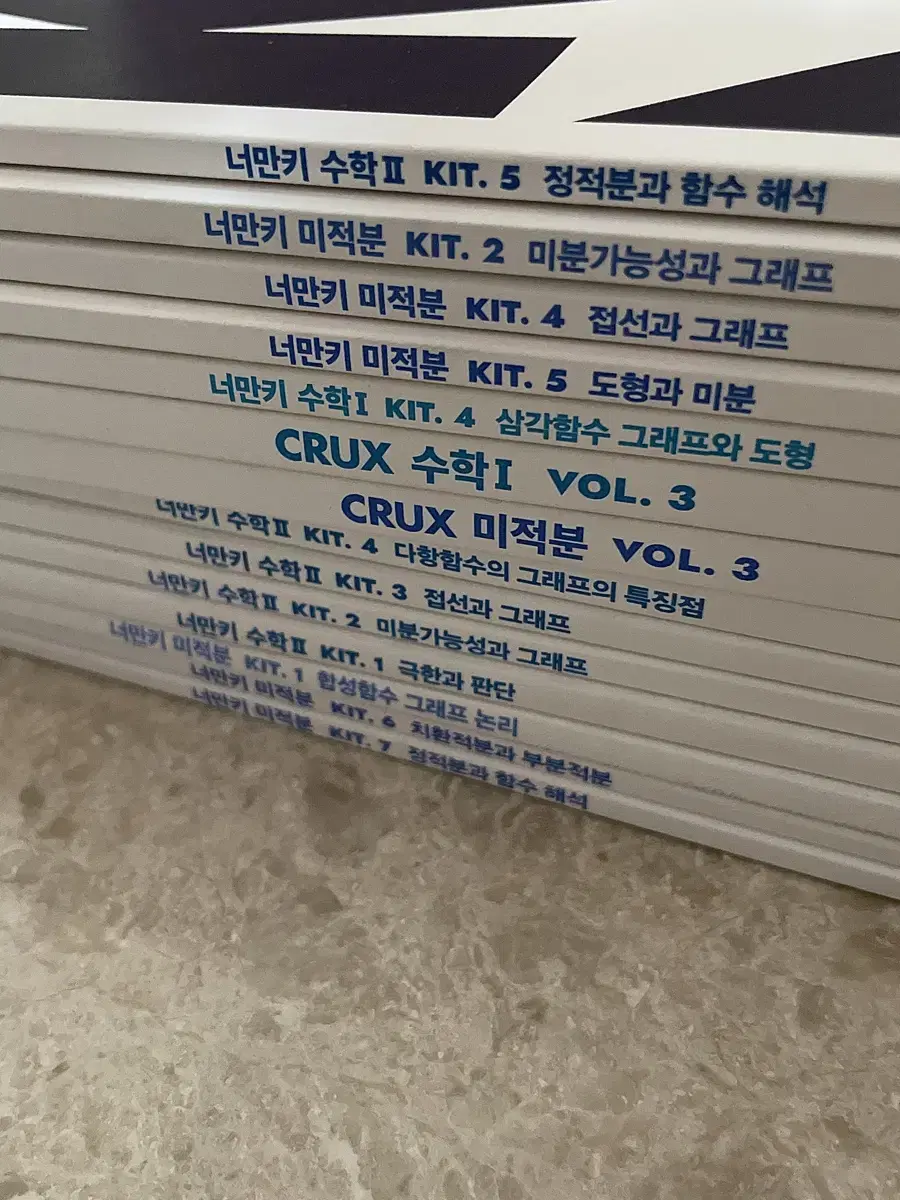 너만키 수학Ⅱ KIT. 5 정적분과 함수 해석
너만키 미적분 KIT. 2 미분가능성과 그래프
너만키 미적분 KIT. 4 접선과 그래프
너만키 미적분 KIT. 5 도형과 미분
너만키 수학Ⅰ KIT. 4 삼각함수 그래프와 도형
CRUX 수학Ⅰ VOL. 3
CRUX 미적분 VOL. 3
너만키 수학Ⅱ KIT. 4 다항함수의 그래프의 특징점
너만키 수학Ⅱ KIT. 3 접선과 그래프
너만키 수학Ⅱ KIT. 2 미분가능성과 그래프
너만키 수학Ⅱ KIT. 1 극한과 판단
너만키 미적분 KIT. 1 합성함수 그래프 논리
너만키 미적분 KIT. 6 치환적분과 부분적분
너만키 미적분 KIT. 7 정적분과 함수 해석